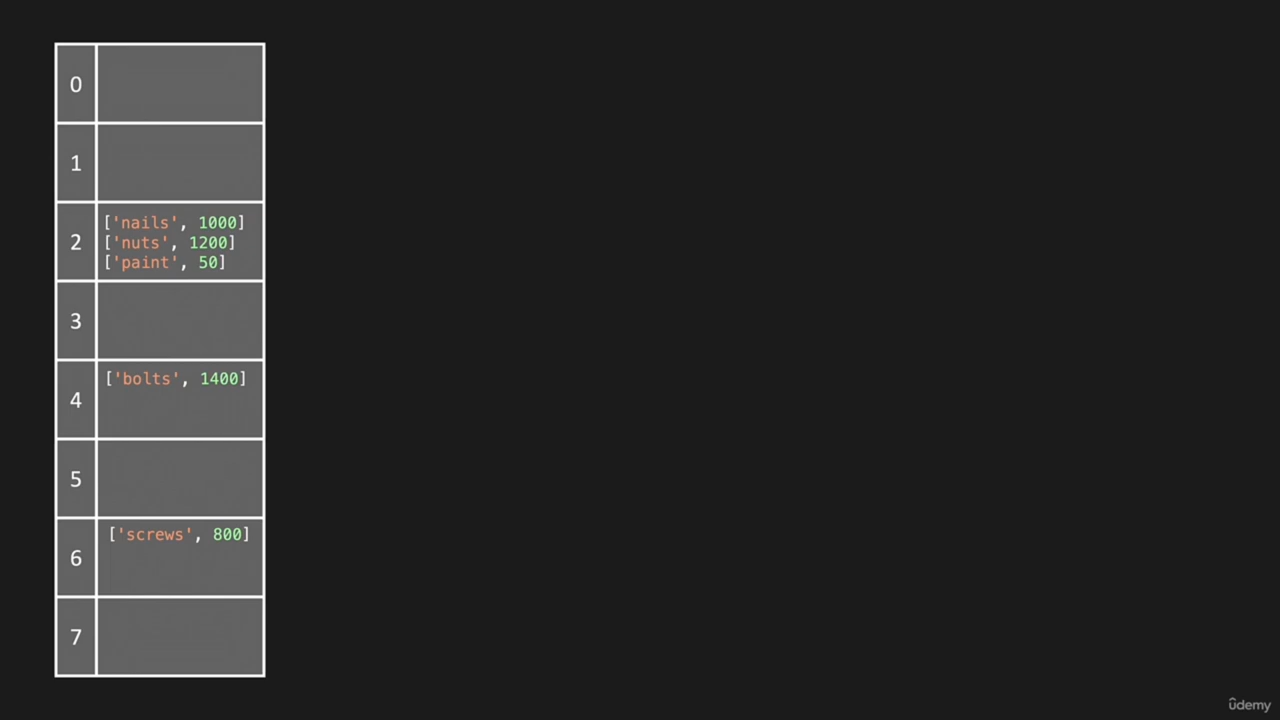 0
1
2
['nails', 1000]
['nuts', 1200]
['paint', 50]
3
4
['bolts', 1400]
5
6
['screws', 800]
7
ûdemy